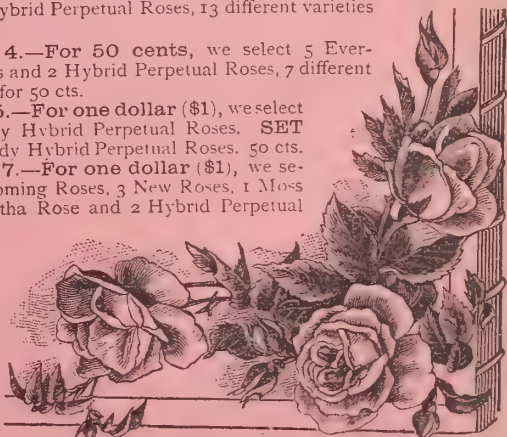 ybrid Perpetual Roses, 13 different varieties
4.—For 50 cents, we select 5 Ever-
s and 2 Hybrid Perpetual Roses, 7 different
for 50 cts.
.—For one dollar ($1), we select
y Hybrid Perpetual Roses. SET
dy Hybrid Perpetual Roses. 50 cts.
7.—For one dollar ($1), we se-
oming Roses, 3 New Roses, 1 Moss
tha Rose and 2 Hybrid Perpetual